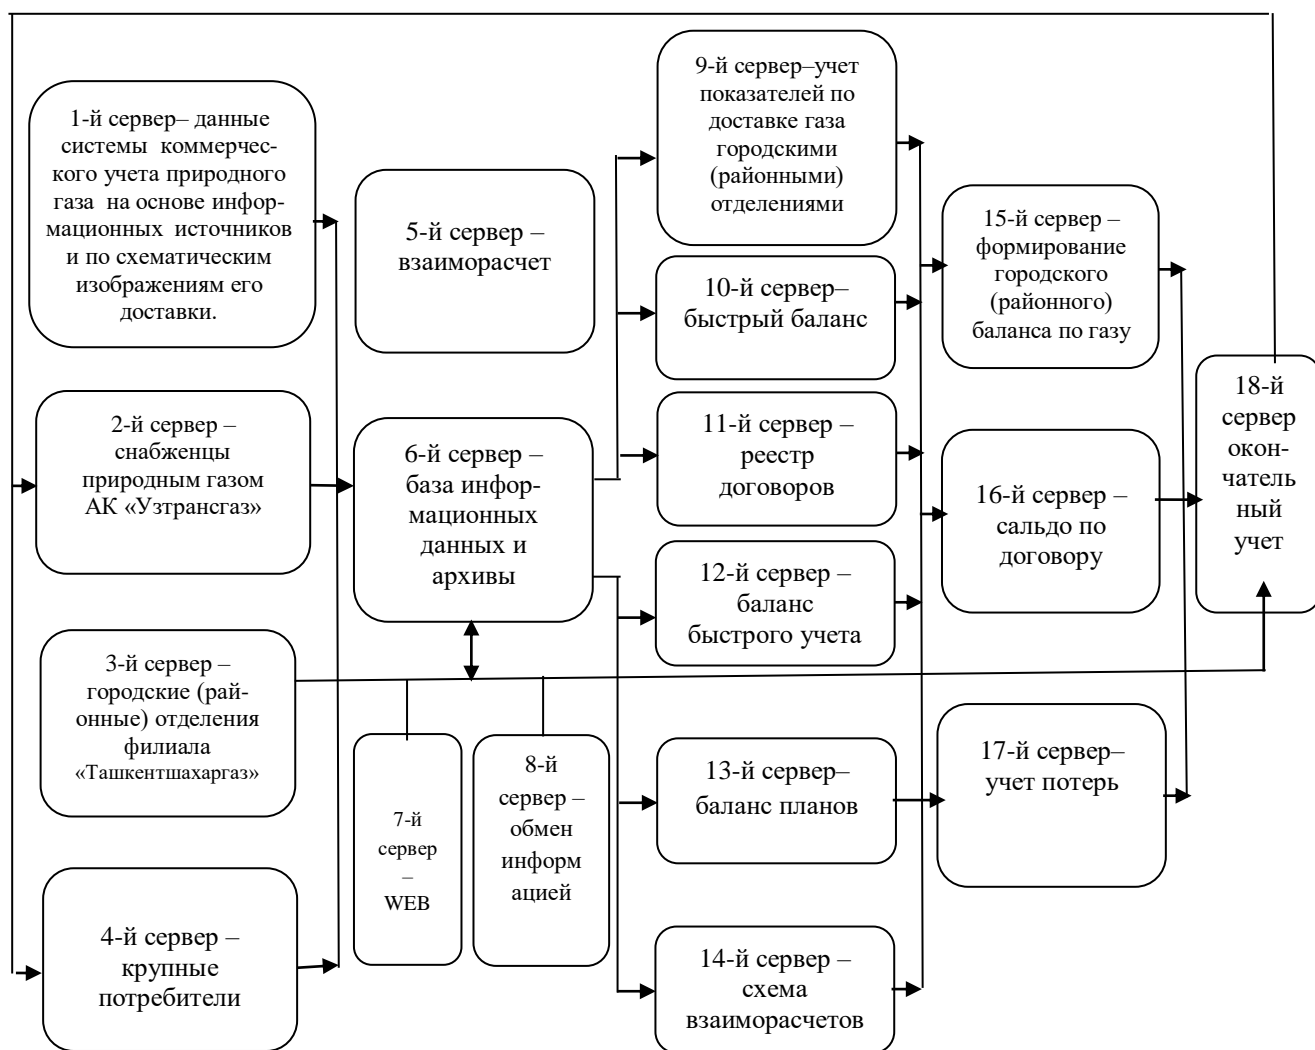 1-й сервер– данные
системы коммерчес-
кого учета природного
газа на основе инфор-
мационных источников
и по схематическим
изображениям его
доставки.
2-й сервер –
снабженцы
природным газом
АК «Узтрансгаз»
3-й сервер –
городские (рай-
онные) отделения
филиала
«Ташкентшахаргаз»
4-й сервер –
крупные
потребители
5-й сервер –
взаиморасчет
6-й сервер –
база инфор-
мационных
данных и
архивы
7-й
сервер
–
WEB
8-й
сервер –
обмен
информ
ацией
9-й сервер–учет
показателей по
доставке газа
городскими
(районными)
отделениями
10-й сервер–
быстрый баланс
11-й сервер –
реестр
договоров
12-й сервер –
баланс
быстрого учета
13-й сервер–
баланс планов
14-й сервер –
схема
взаиморасчетов
15-й сервер –
формирование
городского
(районного)
баланса по газу
16-й сервер –
сальдо по
договору
17-й сервер–
учет потерь
18-й
сервер
окон-
чатель
ный
учет